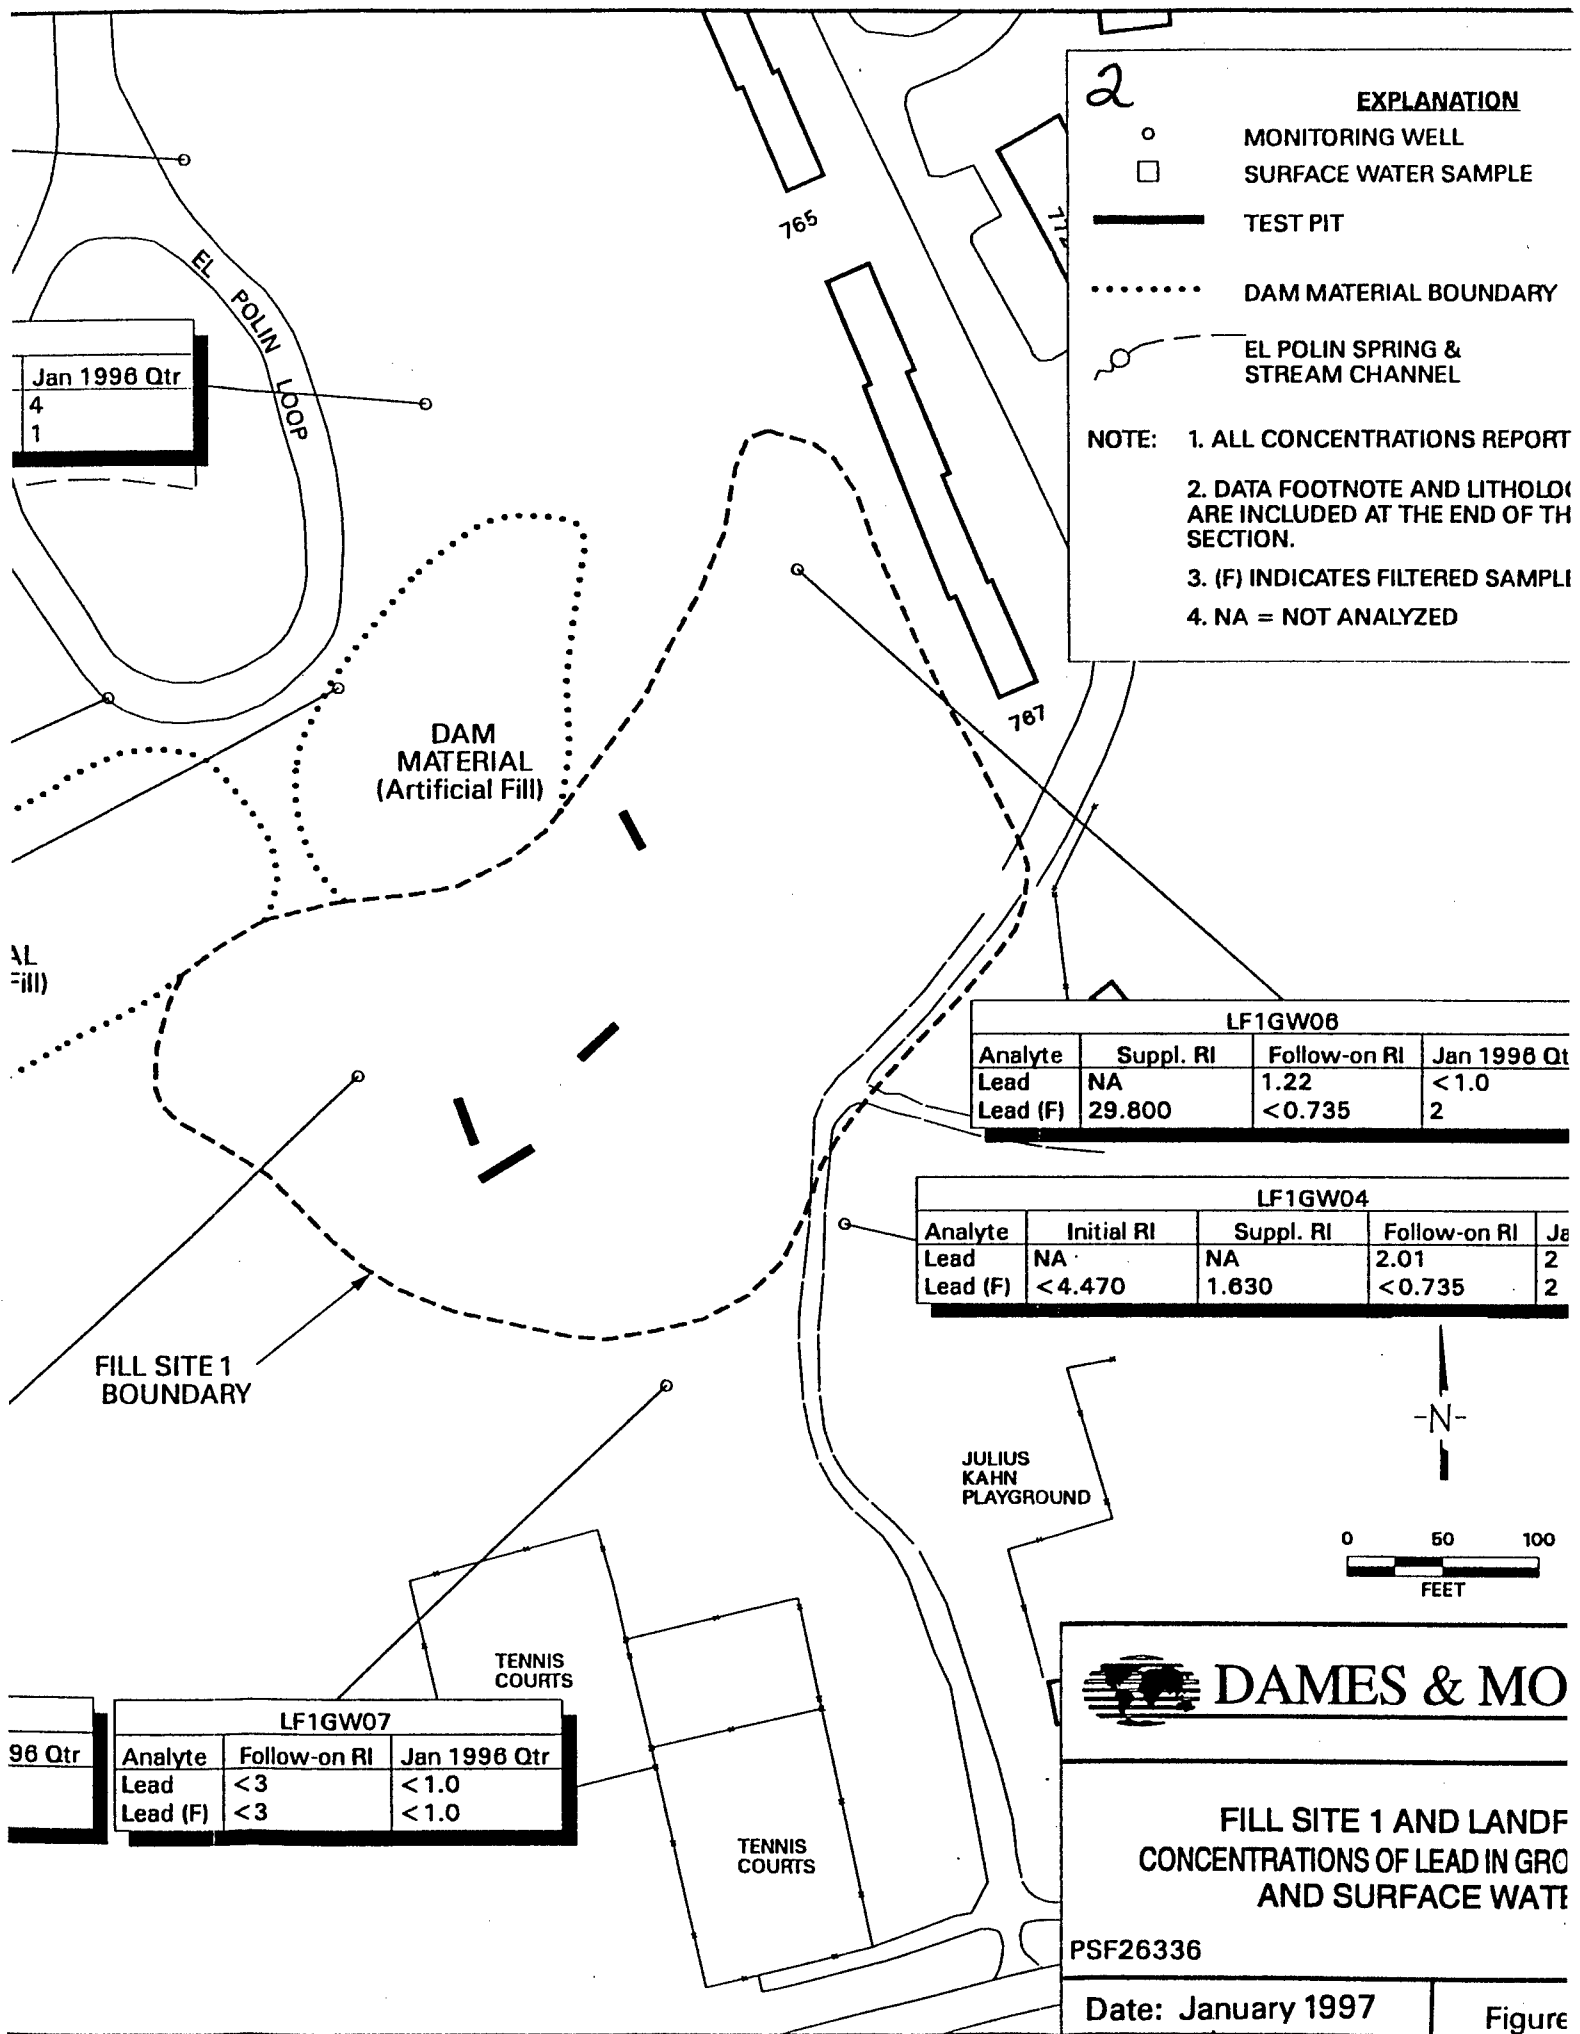 2
EXPLANATION
MONITORING WELL
SURFACE WATER SAMPLE
TEST PIT
DAM MATERIAL BOUNDARY
EL POLIN SPRING &
STREAM CHANNEL
NOTE: 1. ALL CONCENTRATIONS REPORT
2. DATA FOOTNOTE AND LITHOLO
ARE INCLUDED AT THE END OF TH
SECTION.
3. (F) INDICATES FILTERED SAMPL
4. NA = NOT ANALYZED
765
772
767
EL POLIN LOOP
Jan 1996 Qtr
4
1
DAM
MATERIAL
(Artificial Fill)
AL
Fill)
LF1GW06
Analyte Suppl. RI Follow-on RI Jan 1996 Qt
Lead NA 1.22 <1.0
Lead (F) 29.800 <0.735 2
LF1GW04
Analyte Initial RI Suppl. RI Follow-on RI Ja
Lead NA NA 2.01 2
Lead (F) <4.470 1.630 <0.735 2
FILL SITE 1
BOUNDARY
-N-
JULIUS
KAHN
PLAYGROUND
0 50 100
FEET
TENNIS
COURTS
96 Qtr
LF1GW07
Analyte Follow-on RI Jan 1996 Qtr
Lead <3 <1.0
Lead (F) <3 <1.0
TENNIS
COURTS
DAMES & MO
FILL SITE 1 AND LANDF
CONCENTRATIONS OF LEAD IN GRO
AND SURFACE WATE
PSF26336
Date: January 1997
Figure